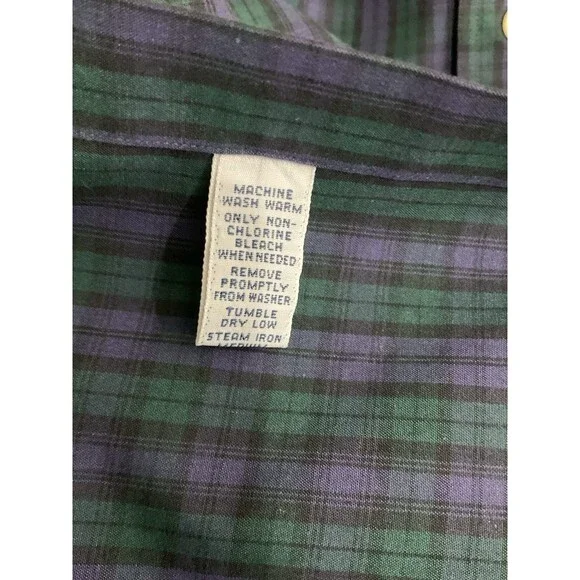 MACHINE
WASH WARM
ONLY NON-
CHLORINE
BLEACH
WHEN NEEDED
REMOVE
PROMPTLY
FROM WASHER
TUMBLE
DRY LOW
STEAM IRON